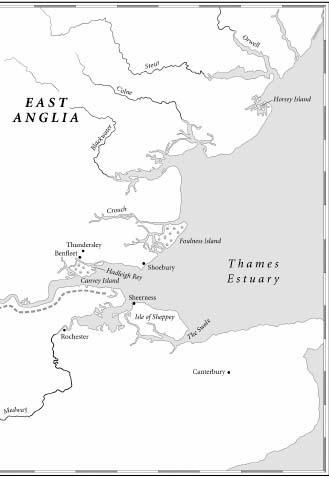 Orwell
Stour
Colne
Horsey Island
EAST
ANGLIA
Blackwater
Crouch
Foulness Island
Thundersley
Benfleet
Hadleigh Ray
Shoebury
Canvey Island
Thames
Estuary
Sheerness
Isle of Sheppey
The Swale
Rochester
Canterbury
Medway